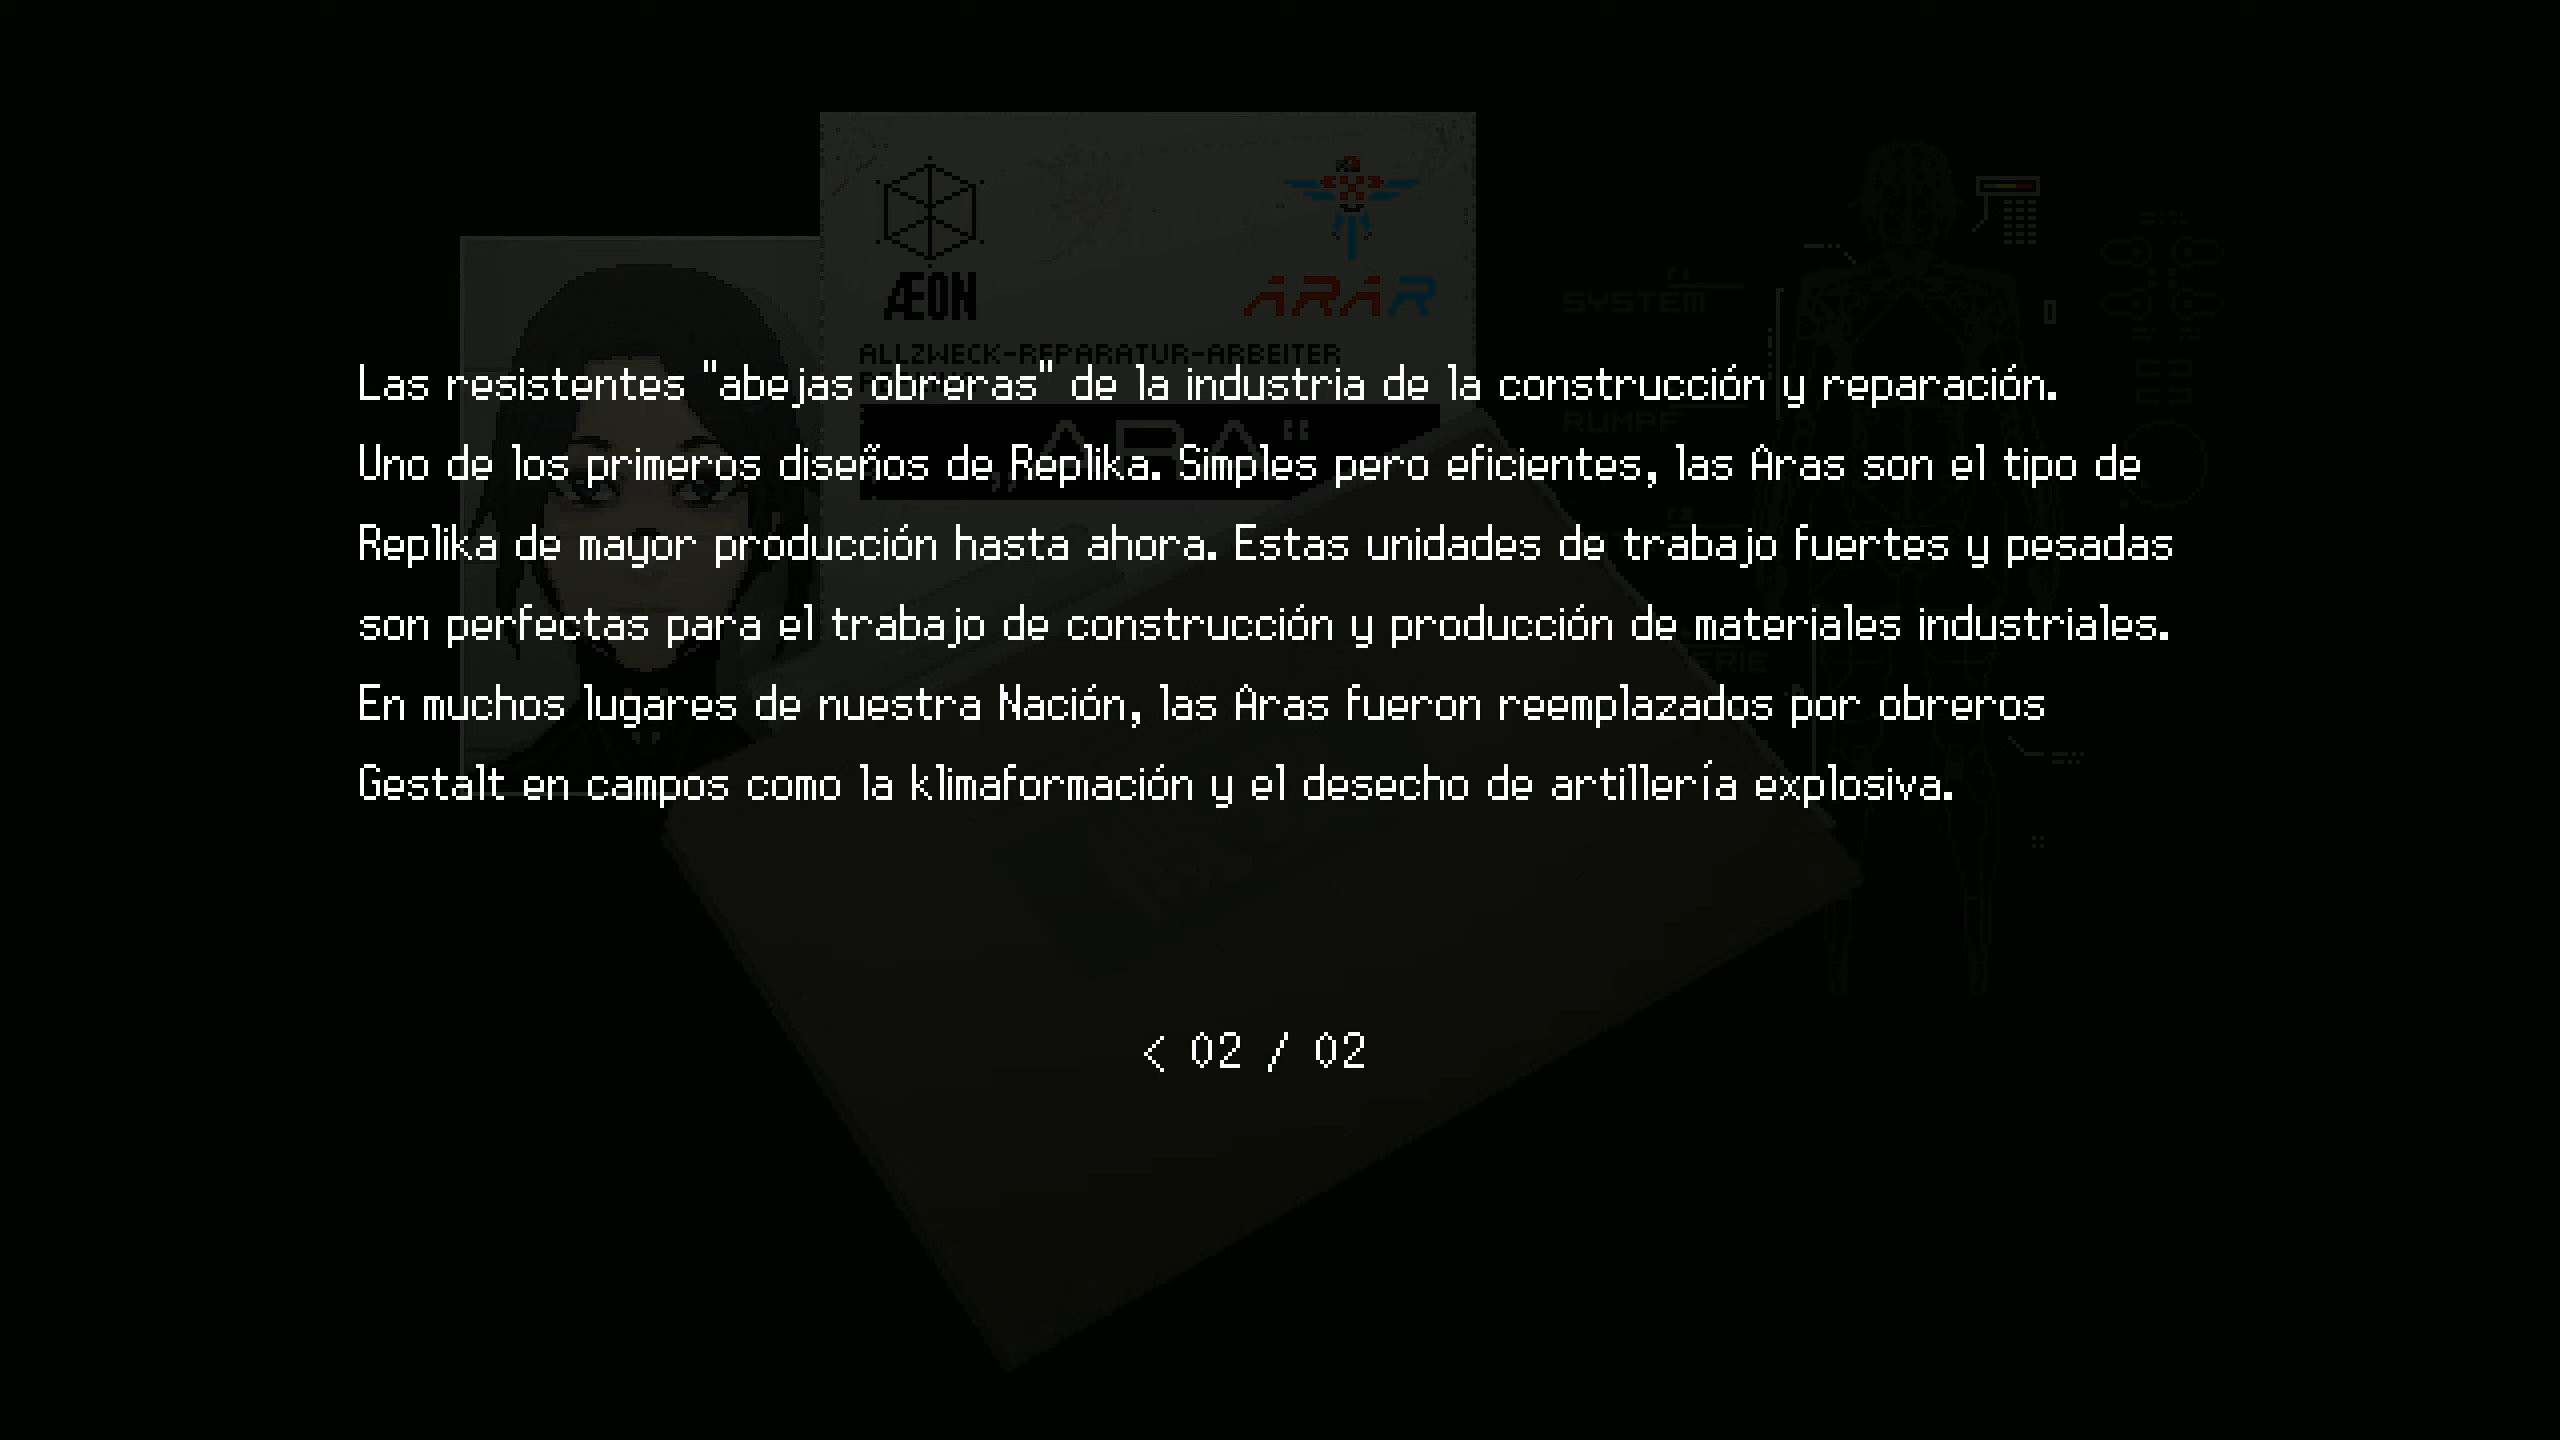 ÆON
ARAR
ALLZWECK-REPARATUR-ARBEITER
SYSTEM
RUMPF
„ARA“
Las resistentes "abejas obreras" de la industria de la construcción y reparación.
Uno de los primeros diseños de Replika. Simples pero eficientes, las Aras son el tipo de
Replika de mayor producción hasta ahora. Estas unidades de trabajo fuertes y pesadas
son perfectas para el trabajo de construcción y producción de materiales industriales.
En muchos lugares de nuestra Nación, las Aras fueron reemplazados por obreros
Gestalt en campos como la klimaformación y el desecho de artillería explosiva.
< 02 / 02